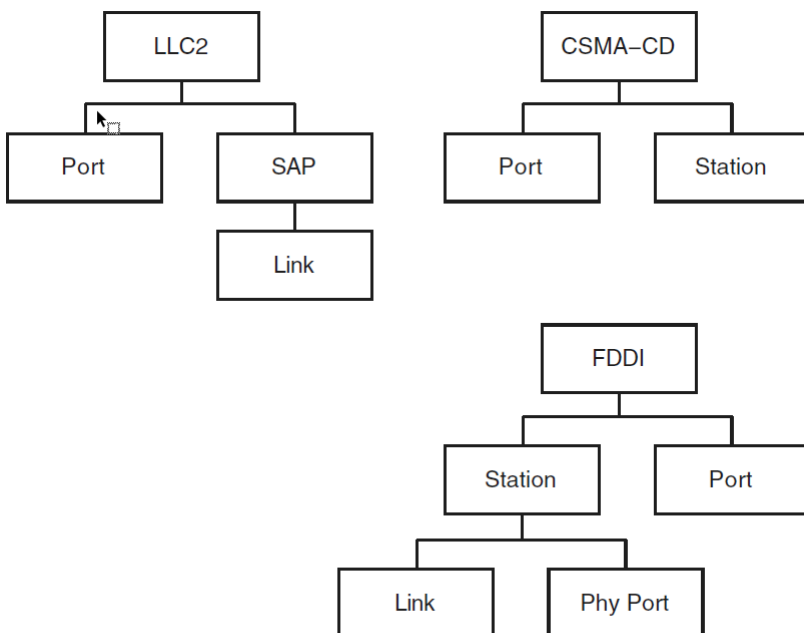 LLC2
CSMA–CD
Port
SAP
Port
Station
Link
FDDI
Station
Port
Link
Phy Port